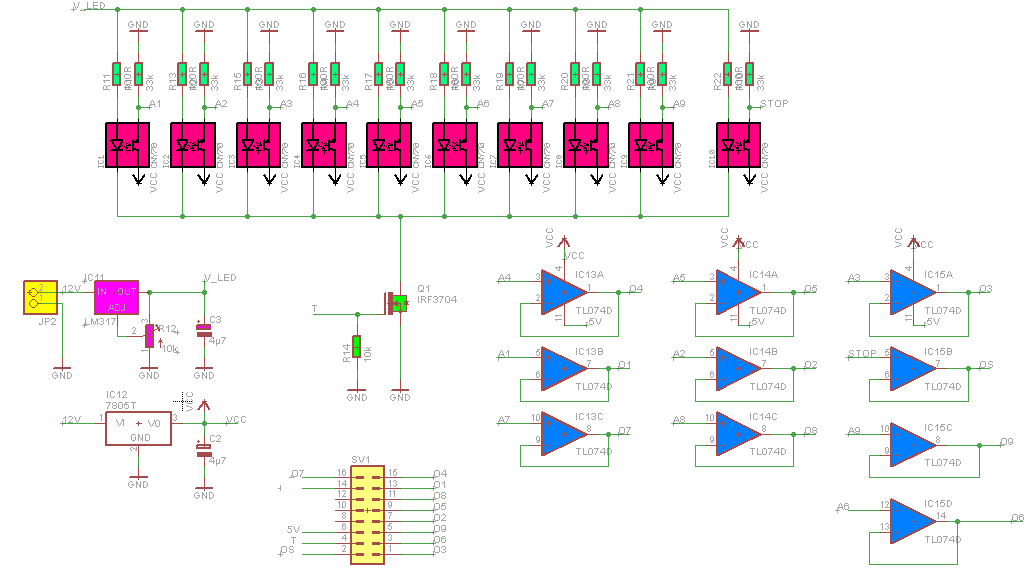 V_LED
GND GND GND GND GND GND GND GND GND GND
R11 33k R13 33k R15 33k R16 33k R17 33k R18 33k R19 33k R20 33k R21 33k R22 33k
A1 A2 A3 A4 A5 A6 A7 A8 A9 STOP
IC1 CNY70 IC2 CNY70 IC3 CNY70 IC4 CNY70 IC5 CNY70 IC6 CNY70 IC7 CNY70 IC8 CNY70 IC9 CNY70 IC10 CNY70
VCC VCC VCC VCC VCC VCC VCC VCC VCC VCC
JP2
2
1
12V
IC11
IN OUT
ADJ
LM317
V_LED
R12
10k
3
2
1
C3
4µ7
GND GND GND
12V
IC12
7805T
1 VI VO 3
GND
2
VCC
VCC
C2
4µ7
GND GND
T
R14
10k
Q1
IRF3704
GND GND
SV1
O7 16 15 O4
14 13 O1
12 11 O8
10 9 O5
8 7 O2
5V 6 5 O9
T 4 3 O6
OS 2 1 O3
VCC
VCC
A4 3 2 4 11 1 IC13A O4
TL074D
5V
A1 5 6 7 IC13B O1
TL074D
A7 10 9 8 IC13C O7
TL074D
VCC
VCC
A5 3 2 4 11 1 IC14A O5
TL074D
5V
A2 5 6 7 IC14B O2
TL074D
A8 10 9 8 IC14C O8
TL074D
VCC
VCC
A3 3 2 4 11 1 IC15A O3
TL074D
5V
STOP 5 6 7 IC15B OS
TL074D
A9 10 9 8 IC15C O9
TL074D
A6 12 13 14 IC15D O6
TL074D